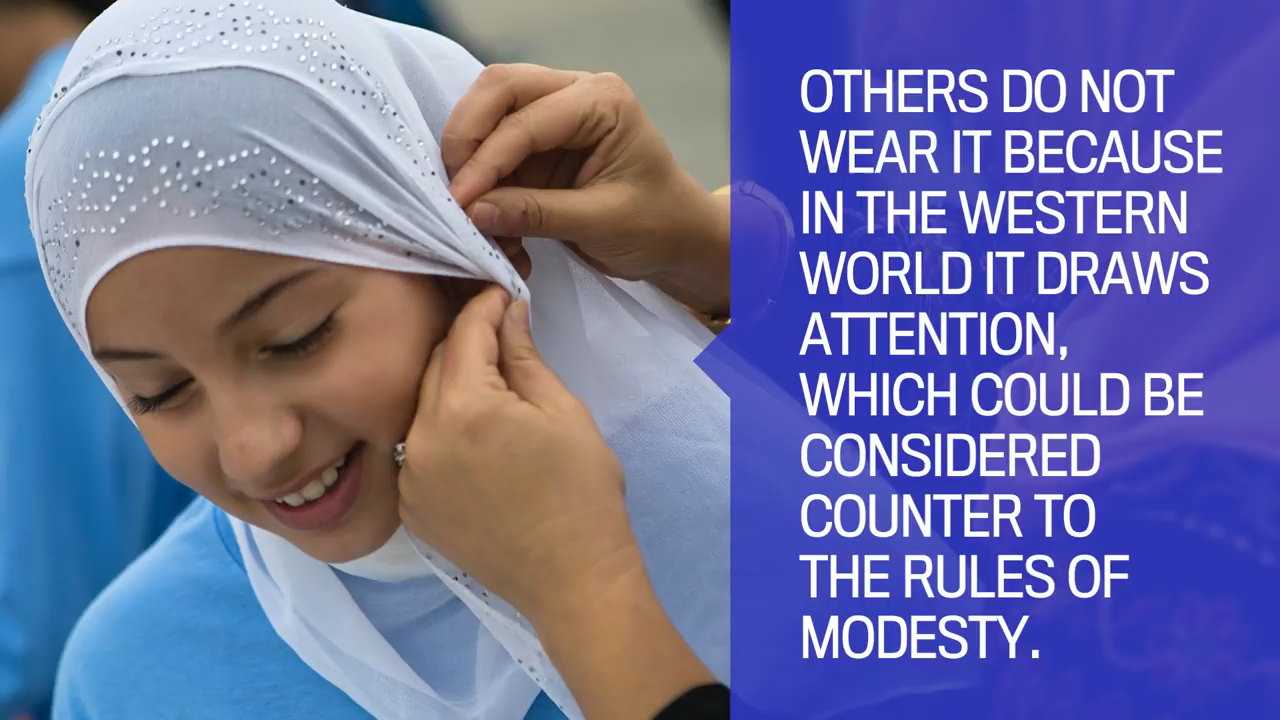 OTHERS DO NOT
WEAR IT BECAUSE
IN THE WESTERN
WORLD IT DRAWS
ATTENTION,
WHICH COULD BE
CONSIDERED
COUNTER TO
THE RULES OF
MODESTY.